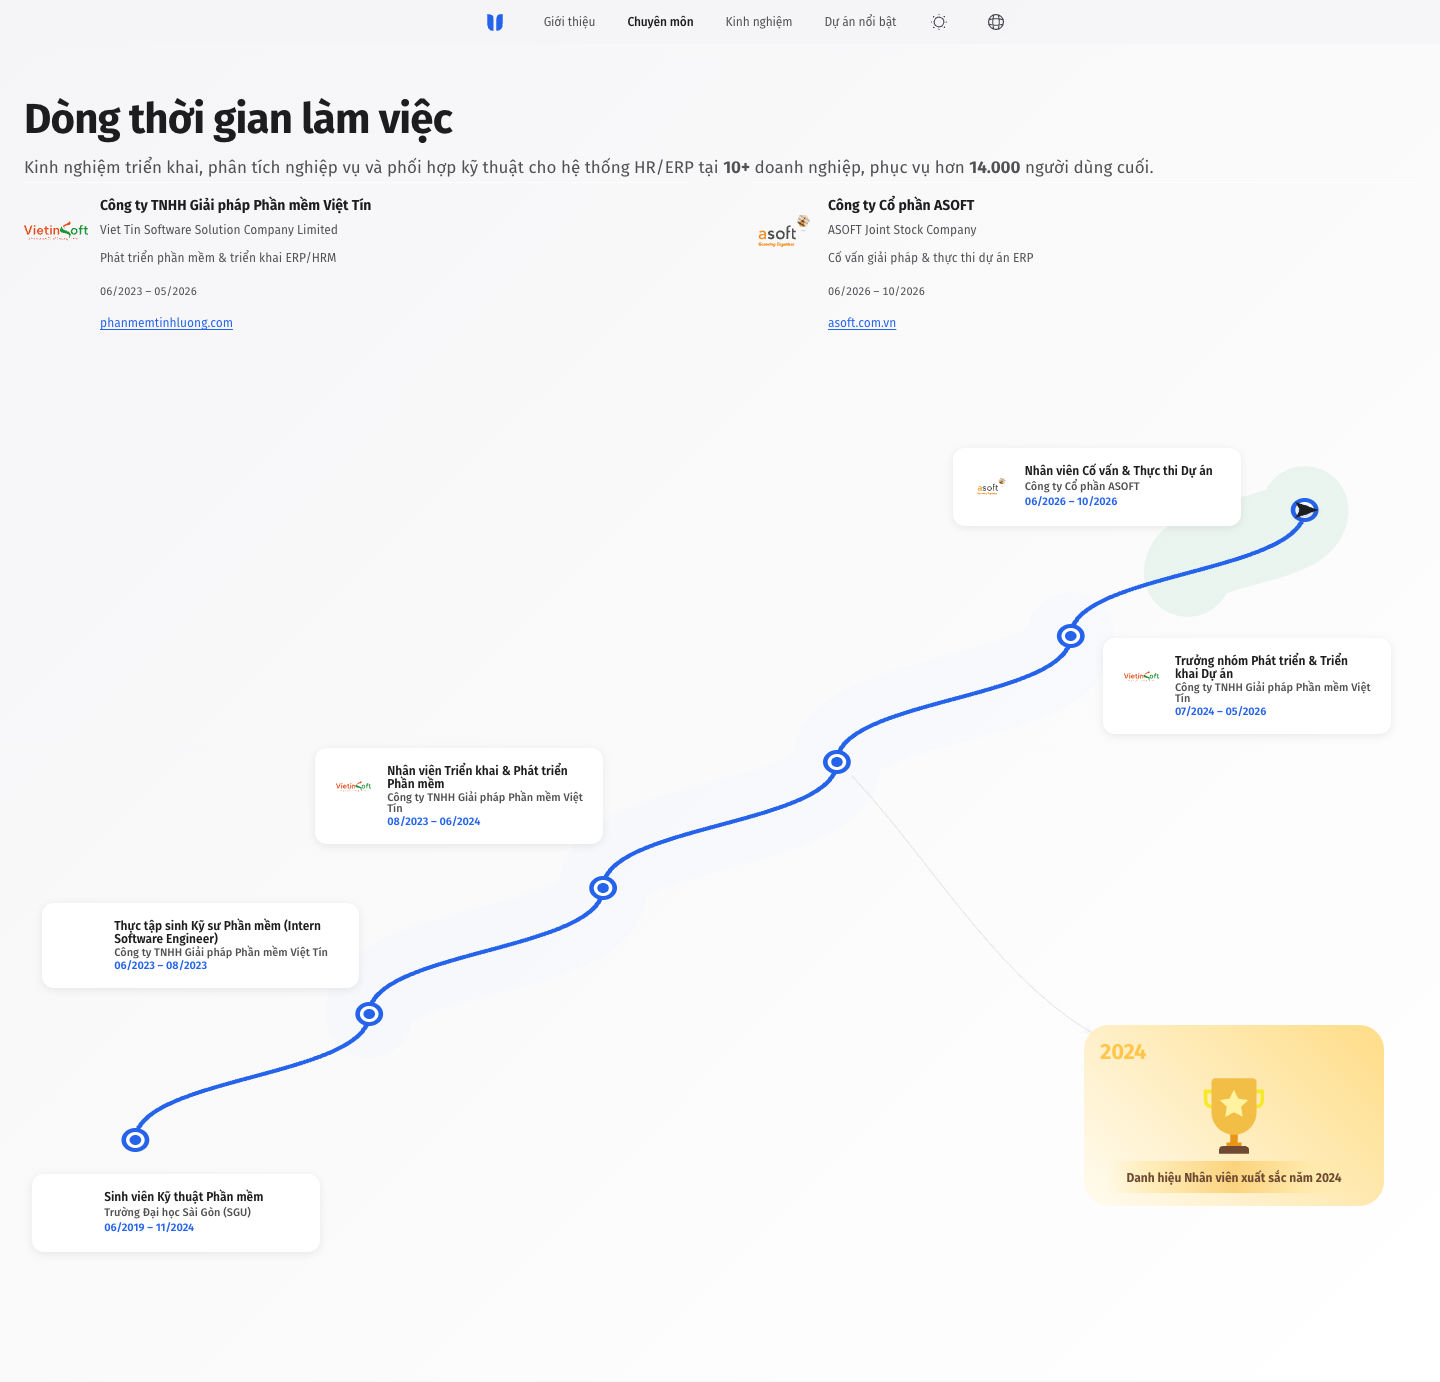 Giới thiệu Chuyên môn Kinh nghiệm Dự án nổi bật
Dòng thời gian làm việc
Kinh nghiệm triển khai, phân tích nghiệp vụ và phối hợp kỹ thuật cho hệ thống HR/ERP tại 10+ doanh nghiệp, phục vụ hơn 14.000 người dùng cuối.
VietinSoft
Công ty TNHH Giải pháp Phần mềm Việt Tín
Viet Tin Software Solution Company Limited
Phát triển phần mềm & triển khai ERP/HRM
06/2023 – 05/2026
phanmemtinhluong.com
asoft
Công ty Cổ phần ASOFT
ASOFT Joint Stock Company
Cố vấn giải pháp & thực thi dự án ERP
06/2026 – 10/2026
asoft.com.vn
asoft
Nhân viên Cố vấn & Thực thi Dự án
Công ty Cổ phần ASOFT
06/2026 – 10/2026
VietinSoft
Trưởng nhóm Phát triển & Triển
khai Dự án
Công ty TNHH Giải pháp Phần mềm Việt
Tín
07/2024 – 05/2026
VietinSoft
Nhân viên Triển khai & Phát triển
Phần mềm
Công ty TNHH Giải pháp Phần mềm Việt
Tín
08/2023 – 06/2024
Thực tập sinh Kỹ sư Phần mềm (Intern
Software Engineer)
Công ty TNHH Giải pháp Phần mềm Việt Tín
06/2023 – 08/2023
2024
Danh hiệu Nhân viên xuất sắc năm 2024
Sinh viên Kỹ thuật Phần mềm
Trường Đại học Sài Gòn (SGU)
06/2019 – 11/2024